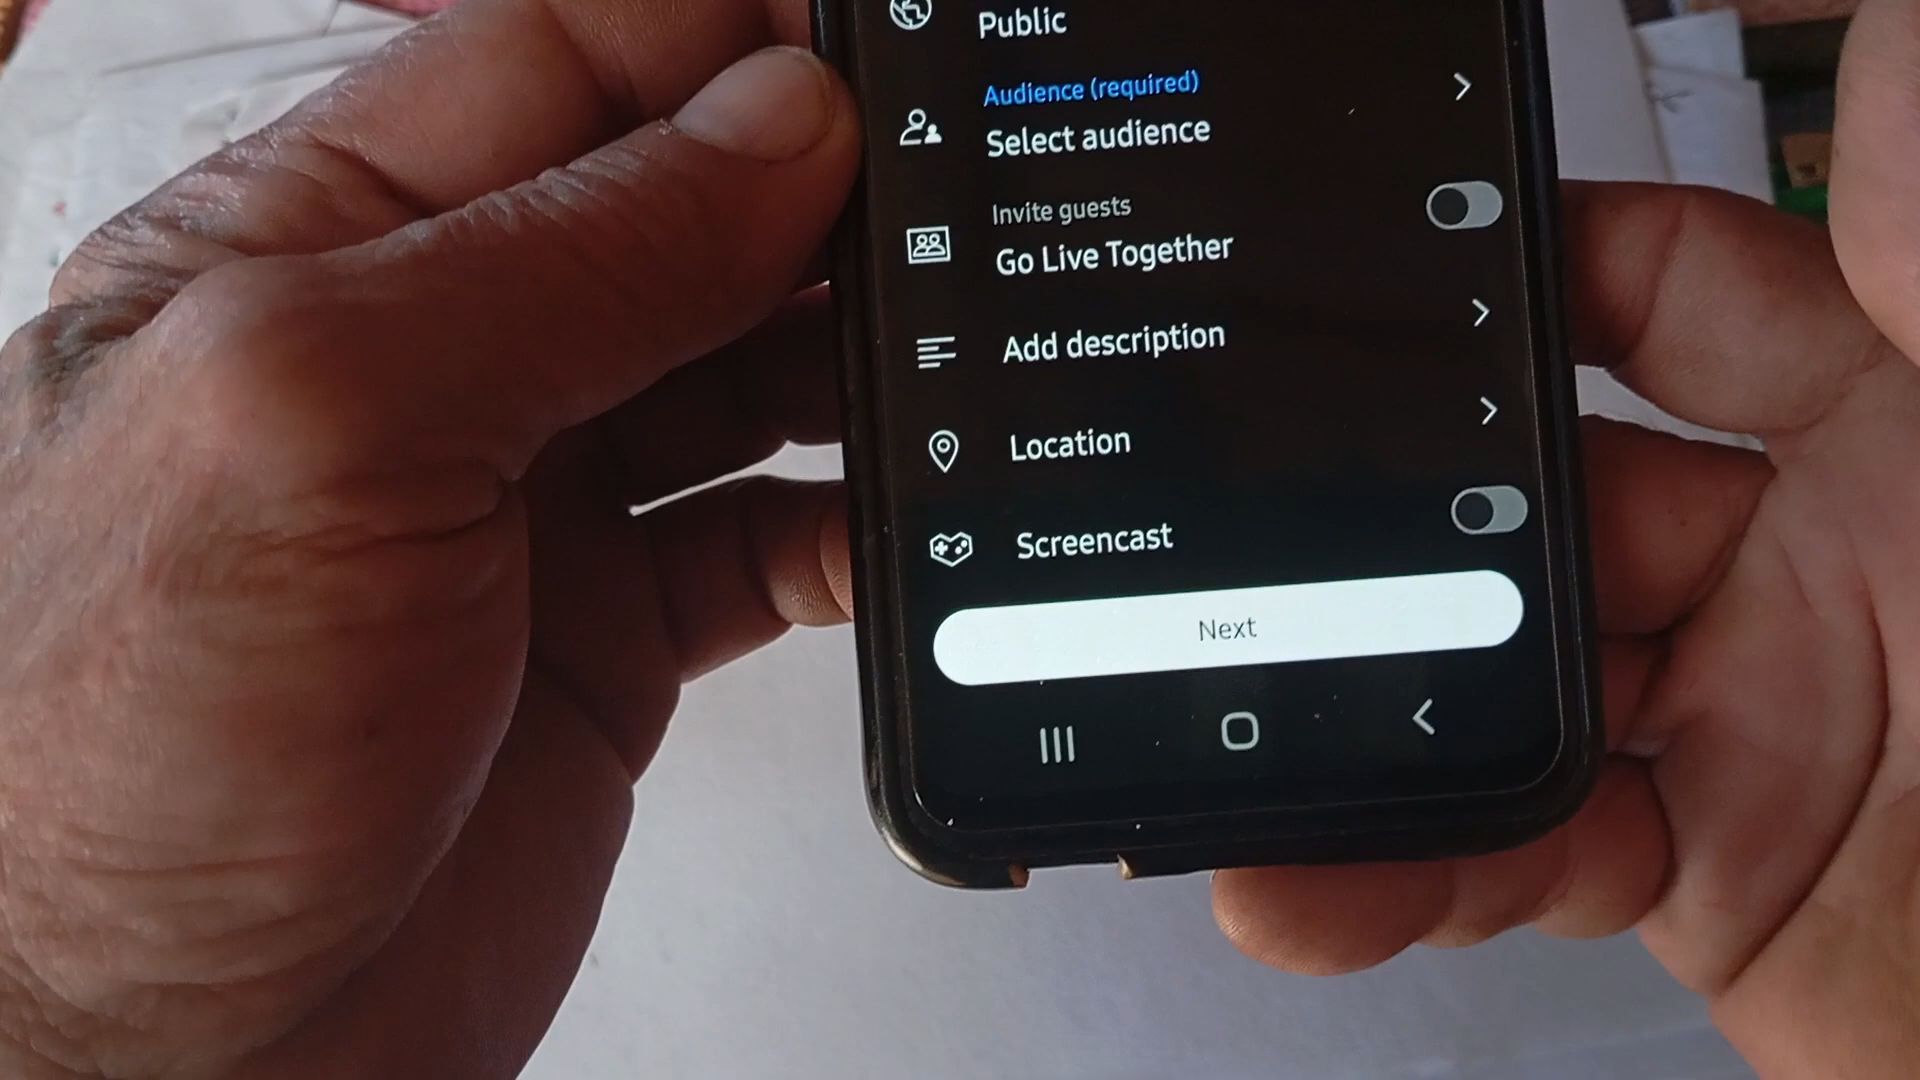 Public
Audience (required)
Select audience
Invite guests
Go Live Together
Add description
Location
Screencast
Next